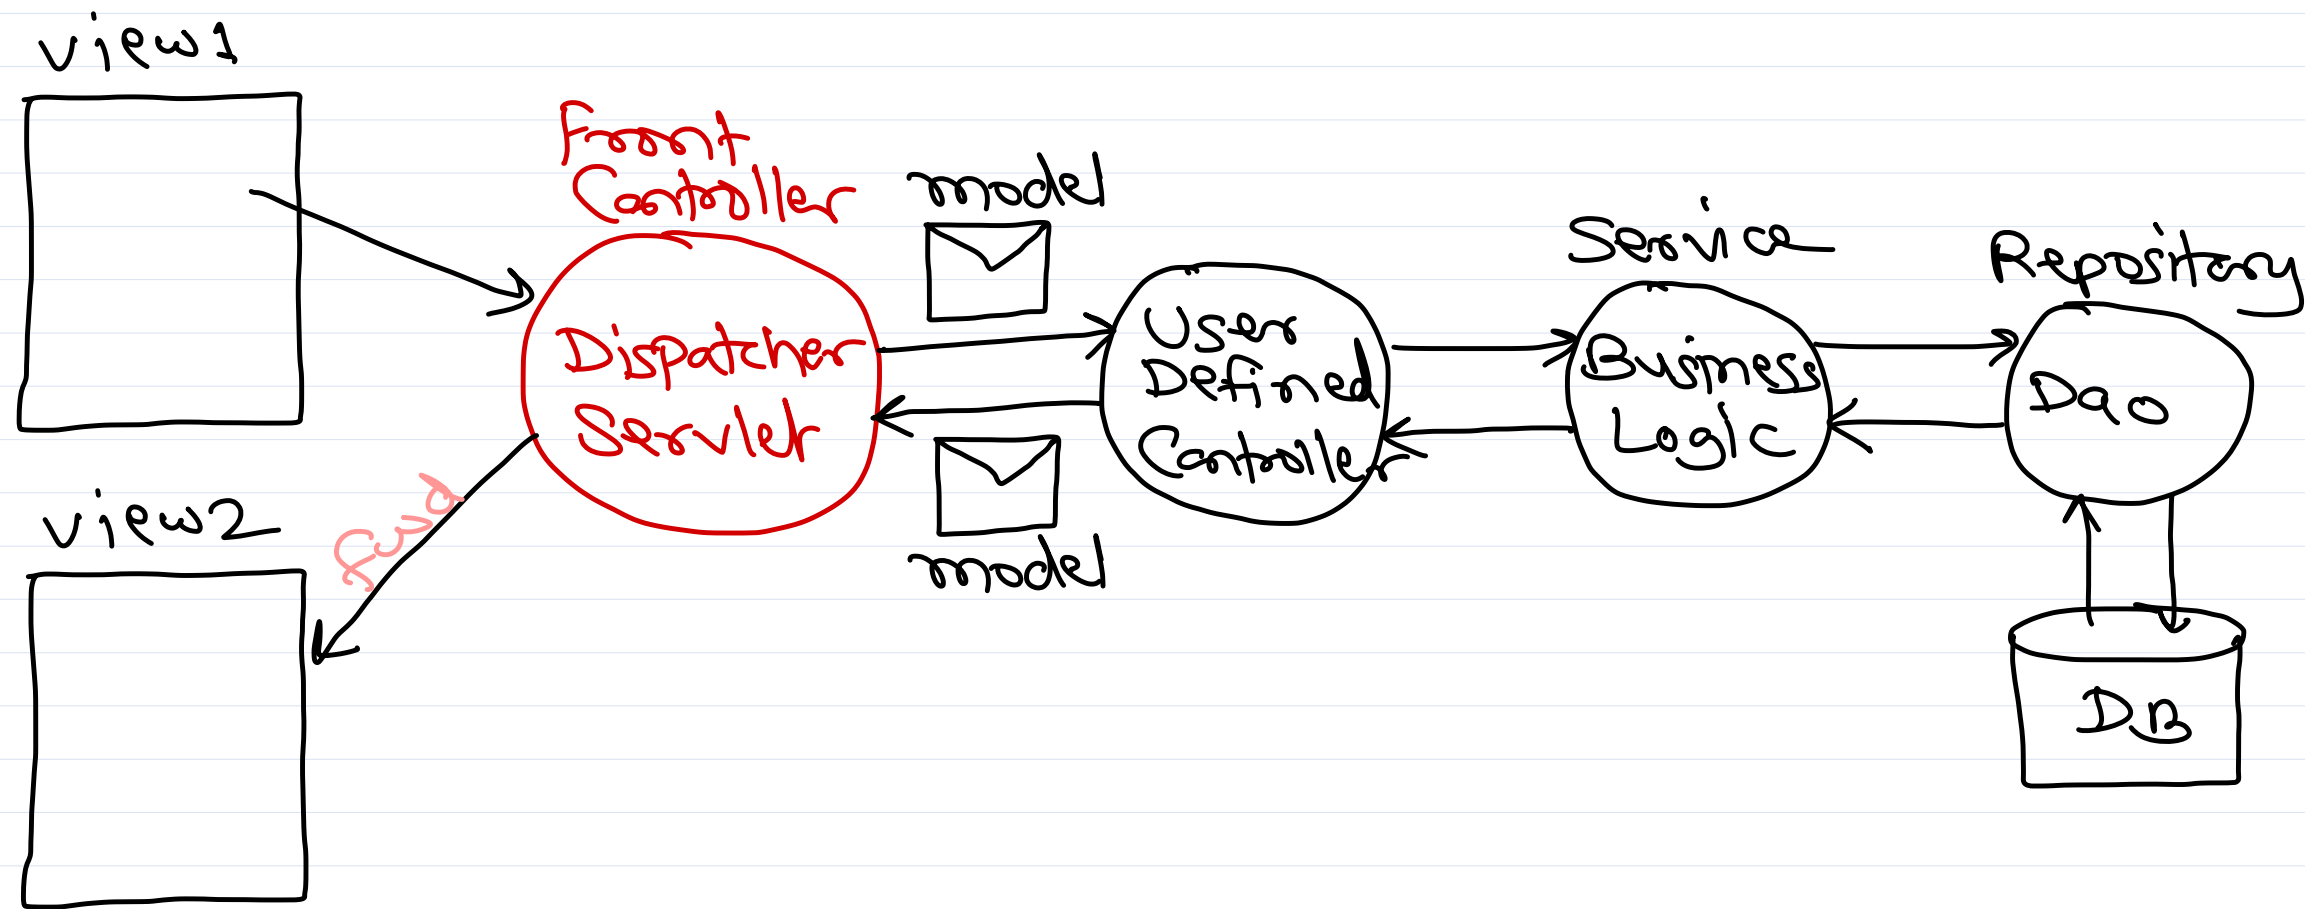 view1
Front
Controller
model
Service
Repository
Dispatcher
Servlet
User
Defined
Controller
Business
Logic
Dao
view2
fwd
model
DB